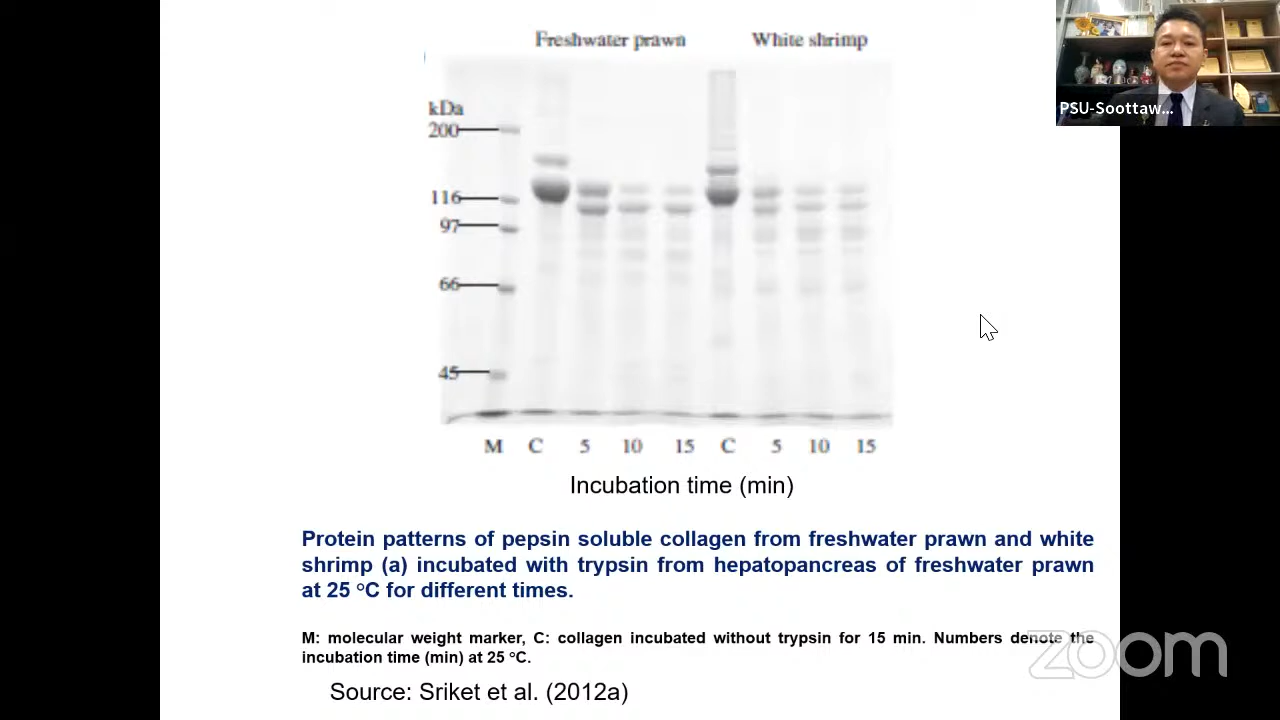 Freshwater prawn White shrimp
PSU-Soottaw...
kDa
200
116
97
66
45
M C 5 10 15 C 5 10 15
Incubation time (min)
Protein patterns of pepsin soluble collagen from freshwater prawn and white
shrimp (a) incubated with trypsin from hepatopancreas of freshwater prawn
at 25 °C for different times.
M: molecular weight marker, C: collagen incubated without trypsin for 15 min. Numbers denote the
incubation time (min) at 25 °C.
zoom
Source: Sriket et al. (2012a)